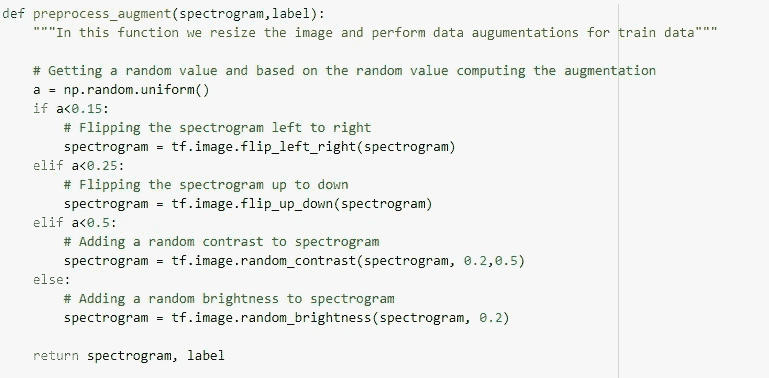 def preprocess_augment(spectrogram,label):
    """In this function we resize the image and perform data augumentations for train data"""
    # Getting a random value and based on the random value computing the augmentation
    a = np.random.uniform()
    if a<0.15:
        # Flipping the spectrogram left to right
        spectrogram = tf.image.flip_left_right(spectrogram)
    elif a<0.25:
        # Flipping the spectrogram up to down
        spectrogram = tf.image.flip_up_down(spectrogram)
    elif a<0.5:
        # Adding a random contrast to spectrogram
        spectrogram = tf.image.random_contrast(spectrogram, 0.2,0.5)
    else:
        # Adding a random brightness to spectrogram
        spectrogram = tf.image.random_brightness(spectrogram, 0.2)
    return spectrogram, label